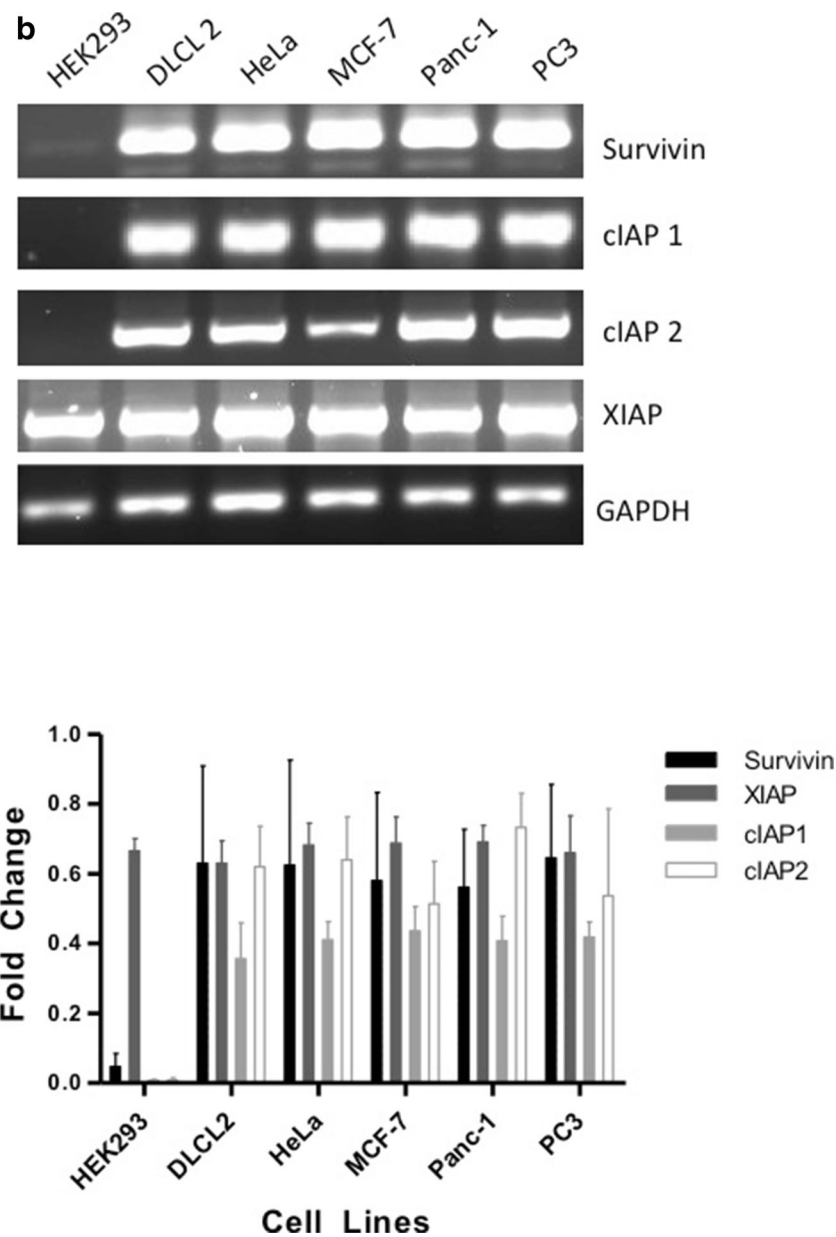 b
HEK293 DLCL 2 HeLa MCF-7 Panc-1 PC3
Survivin
cIAP 1
cIAP 2
XIAP
GAPDH
1.0
0.8
0.6
0.4
0.2
0.0
Fold Change
HEK293 DLCL2 HeLa MCF-7 Panc-1 PC3
Cell Lines
Survivin
XIAP
cIAP1
cIAP2